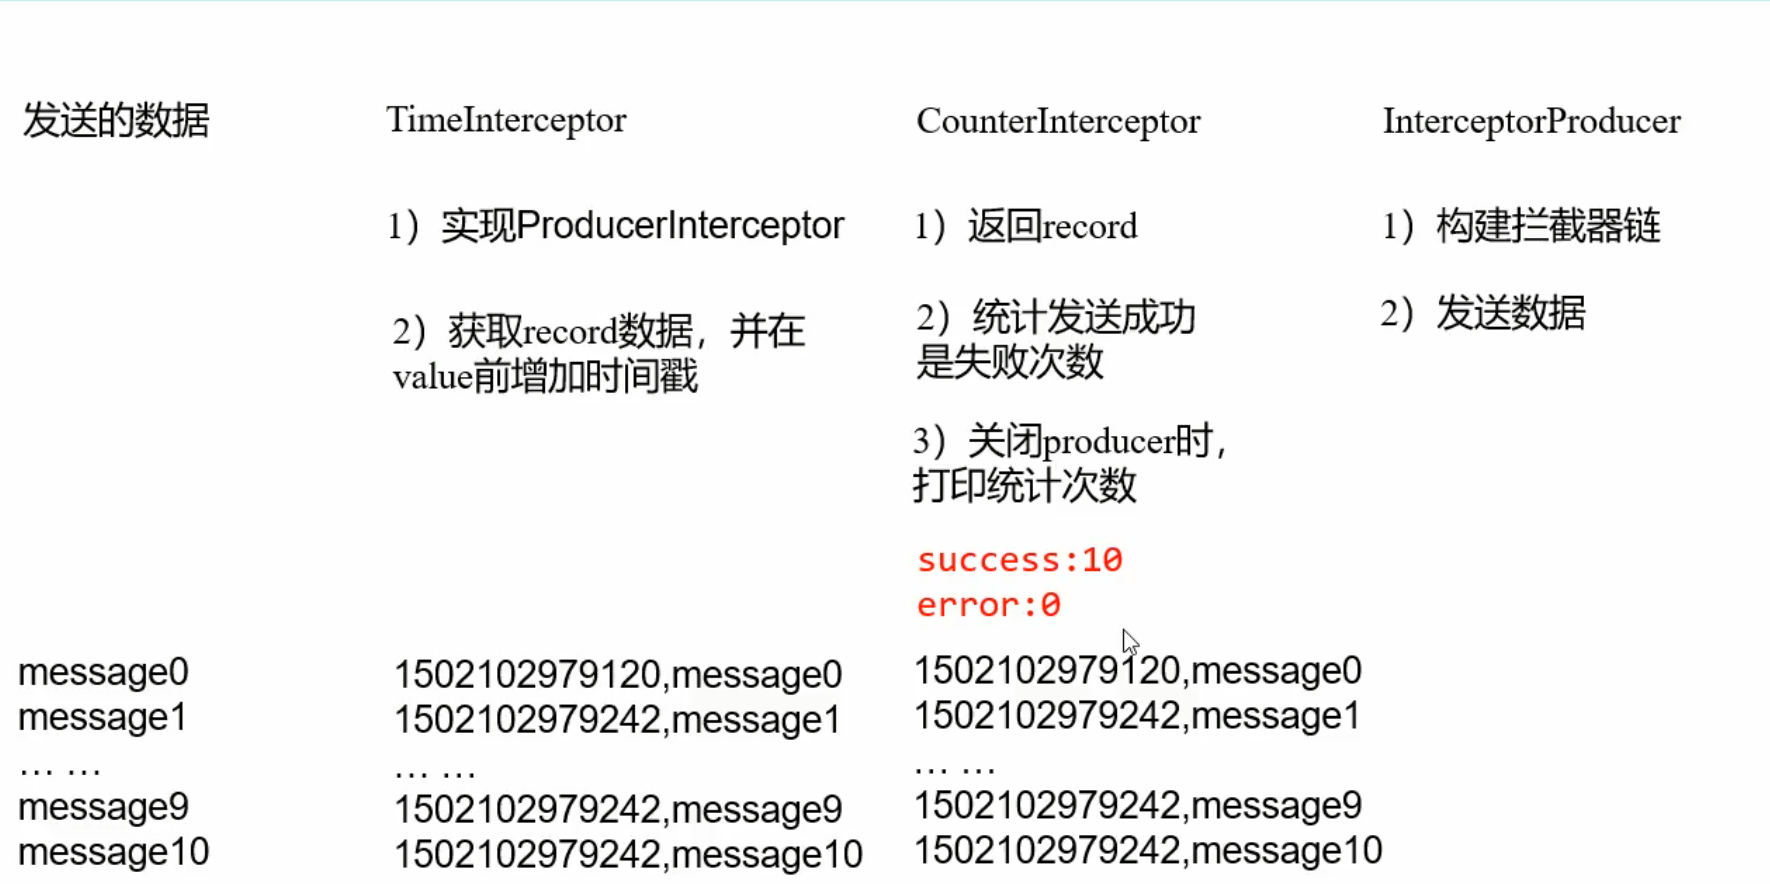 发送的数据
TimeInterceptor
CounterInterceptor
InterceptorProducer
1）实现ProducerInterceptor
2）获取record数据，并在
value前增加时间戳
1）返回record
2）统计发送成功
是失败次数
3）关闭producer时，
打印统计次数
success:10
error:0
1）构建拦截器链
2）发送数据
message0
message1
… …
message9
message10
1502102979120,message0
1502102979242,message1
… …
1502102979242,message9
1502102979242,message10
1502102979120,message0
1502102979242,message1
… …
1502102979242,message9
1502102979242,message10